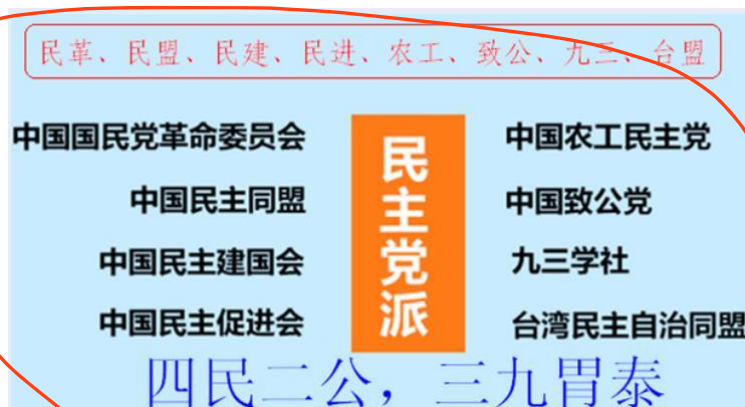 民革、民盟、民建、民进、农工、致公、九三、台盟
中国国民党革命委员会
中国民主同盟
中国民主建国会
中国民主促进会
民主党派
中国农工民主党
中国致公党
九三学社
台湾民主自治同盟
四民二公，三九胃泰